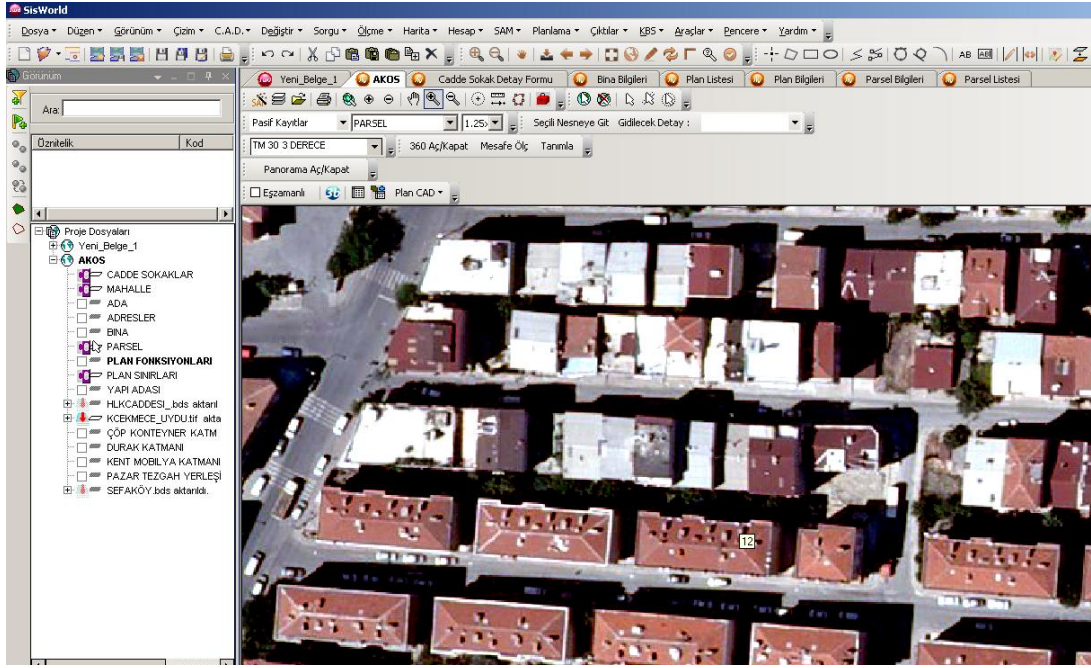 SisWorld
Dosya Düzen Görünüm Çizim C.A.D. Değiştir Sorgu Ölçme Harita Hesap SAM Planlama Çıktılar KBS Araçlar Pencere Yardım
AB
Görünüm
Yeni_Belge_1 AKOS Cadde Sokak Detay Formu Bina Bilgileri Plan Listesi Plan Bilgileri Parsel Bilgileri Parsel Listesi
Ara:
Pasif Kayıtlar PARSEL 1.25x Seçili Nesneye Git Gidilecek Detay :
Öznitelik Kod
TM 30 3 DERECE 360 Aç/Kapat Mesafe Ölç Tanımla
Panorama Aç/Kapat
Eşzamanlı Plan CAD
Proje Dosyaları
Yeni_Belge_1
AKOS
CADDE SOKAKLAR
MAHALLE
ADA
ADRESLER
BINA
PARSEL
PLAN FONKSIYONLARI
PLAN SINIRLARI
YAPI ADASI
HLKCADDESI_.bds aktarıl
KCEKMECE_UYDU.tif akta
ÇÖP KONTEYNER KATM
DURAK KATMANI
KENT MOBILYA KATMANI
PAZAR TEZGAH YERLEŞİ
SEFAKÖY.bds aktarıldı.
12